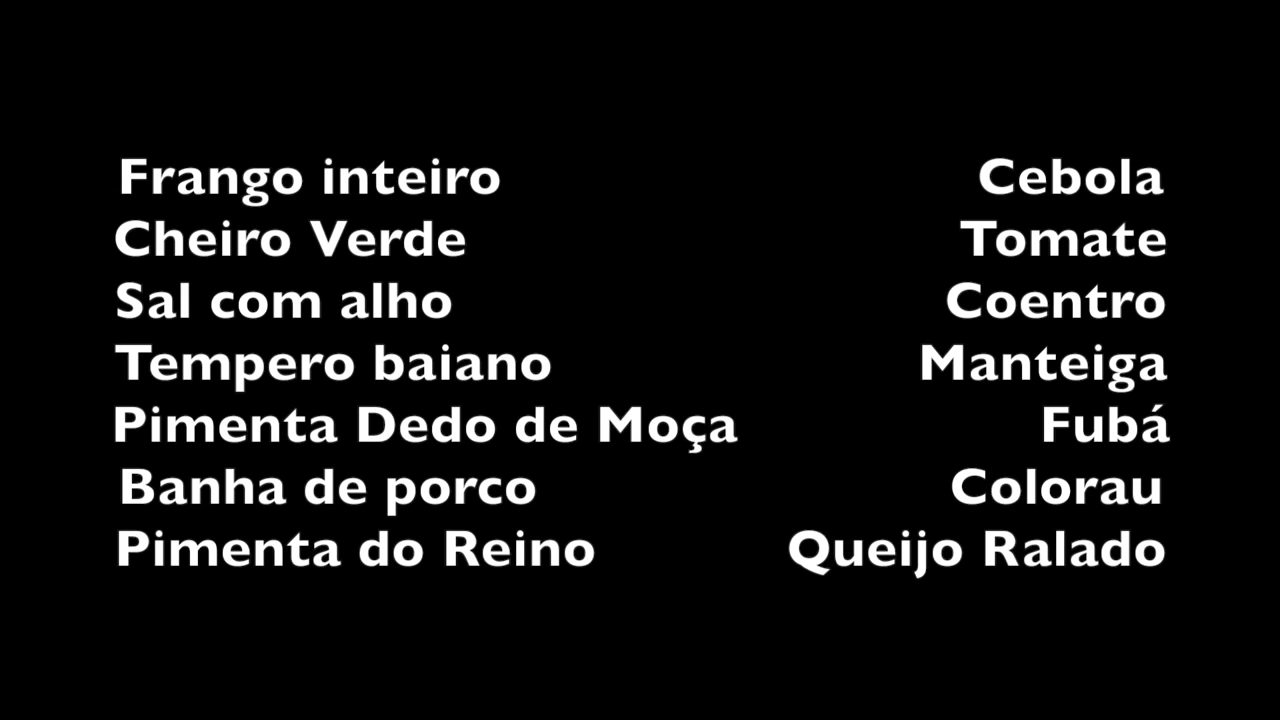 Frango inteiro
Cheiro Verde
Sal com alho
Tempero baiano
Pimenta Dedo de Moça
Banha de porco
Pimenta do Reino
Cebola
Tomate
Coentro
Manteiga
Fubá
Colorau
Queijo Ralado